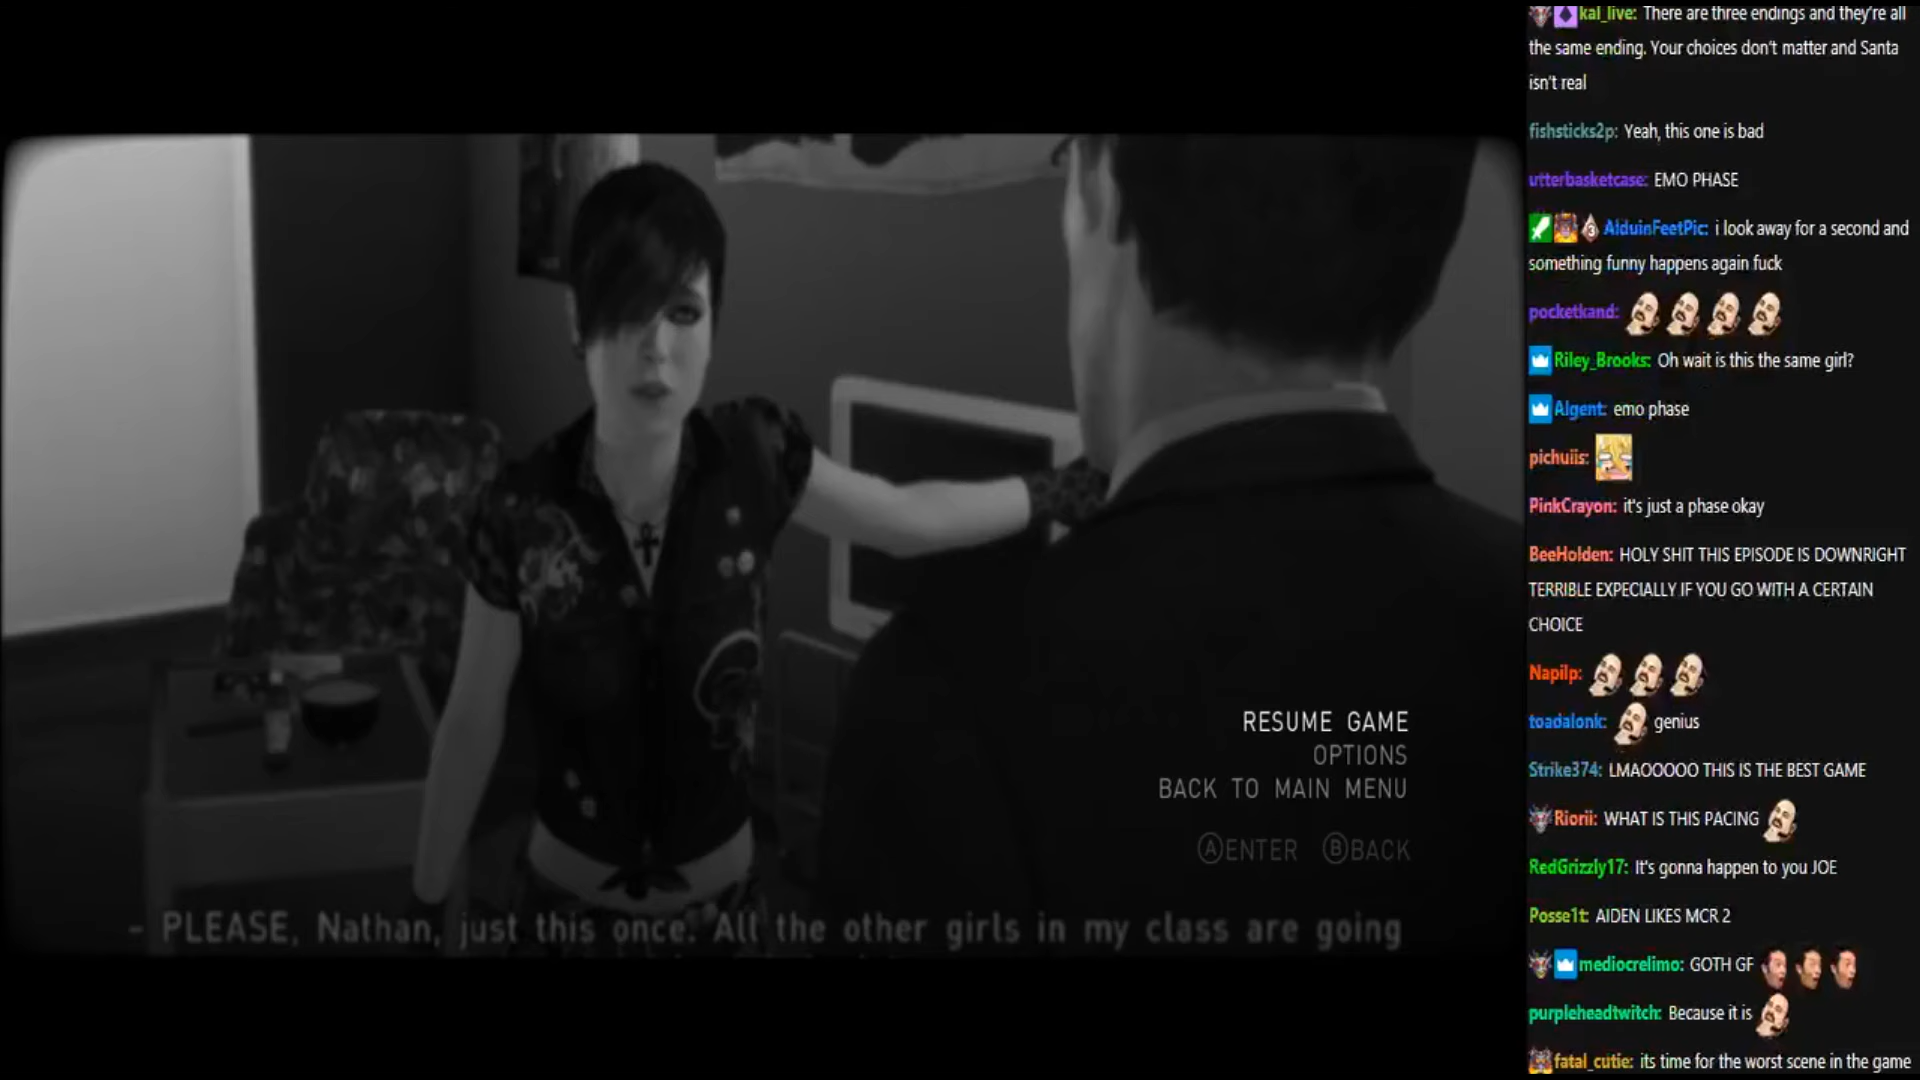 RESUME GAME
OPTIONS
BACK TO MAIN MENU
Ⓐ ENTER Ⓑ BACK
- PLEASE, Nathan, just this once. All the other girls in my class are going
kal_live: There are three endings and they're all
the same ending. Your choices don't matter and Santa
isn't real
fishsticks2p: Yeah, this one is bad
utterbasketcase: EMO PHASE
AlduinFeetPic: i look away for a second and
something funny happens again fuck
pocketkand:
Riley_Brooks: Oh wait is this the same girl?
Algent: emo phase
pichuiis:
PinkCrayon: it's just a phase okay
BeeHolden: HOLY SHIT THIS EPISODE IS DOWNRIGHT
TERRIBLE EXPECIALLY IF YOU GO WITH A CERTAIN
CHOICE
Napilp:
toadalonk: genius
Strike374: LMAOOOOO THIS IS THE BEST GAME
Riorii: WHAT IS THIS PACING
RedGrizzly17: It's gonna happen to you JOE
Posse1t: AIDEN LIKES MCR 2
mediocrelimo: GOTH GF
purpleheadtwitch: Because it is
fatal_cutie: its time for the worst scene in the game